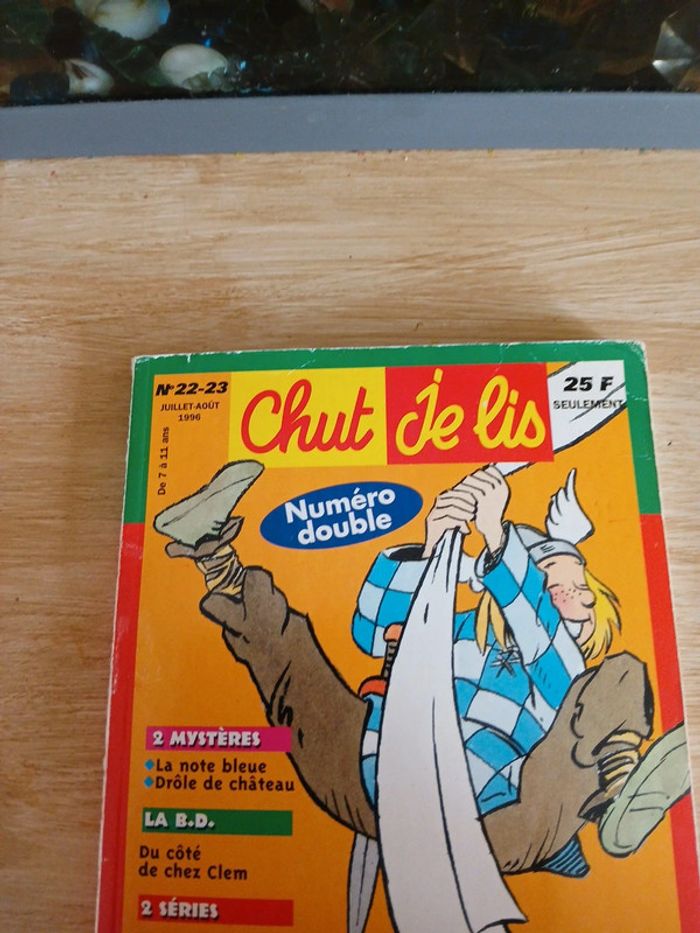 N°22-23
JUILLET-AOÛT
1996
De 7 à 11 ans
Chut Je lis
25 F
SEULEMENT
Numéro
double
2 MYSTÈRES
◆La note bleue
◆Drôle de château
LA B.D.
Du côté
de chez Clem
2 SÉRIES